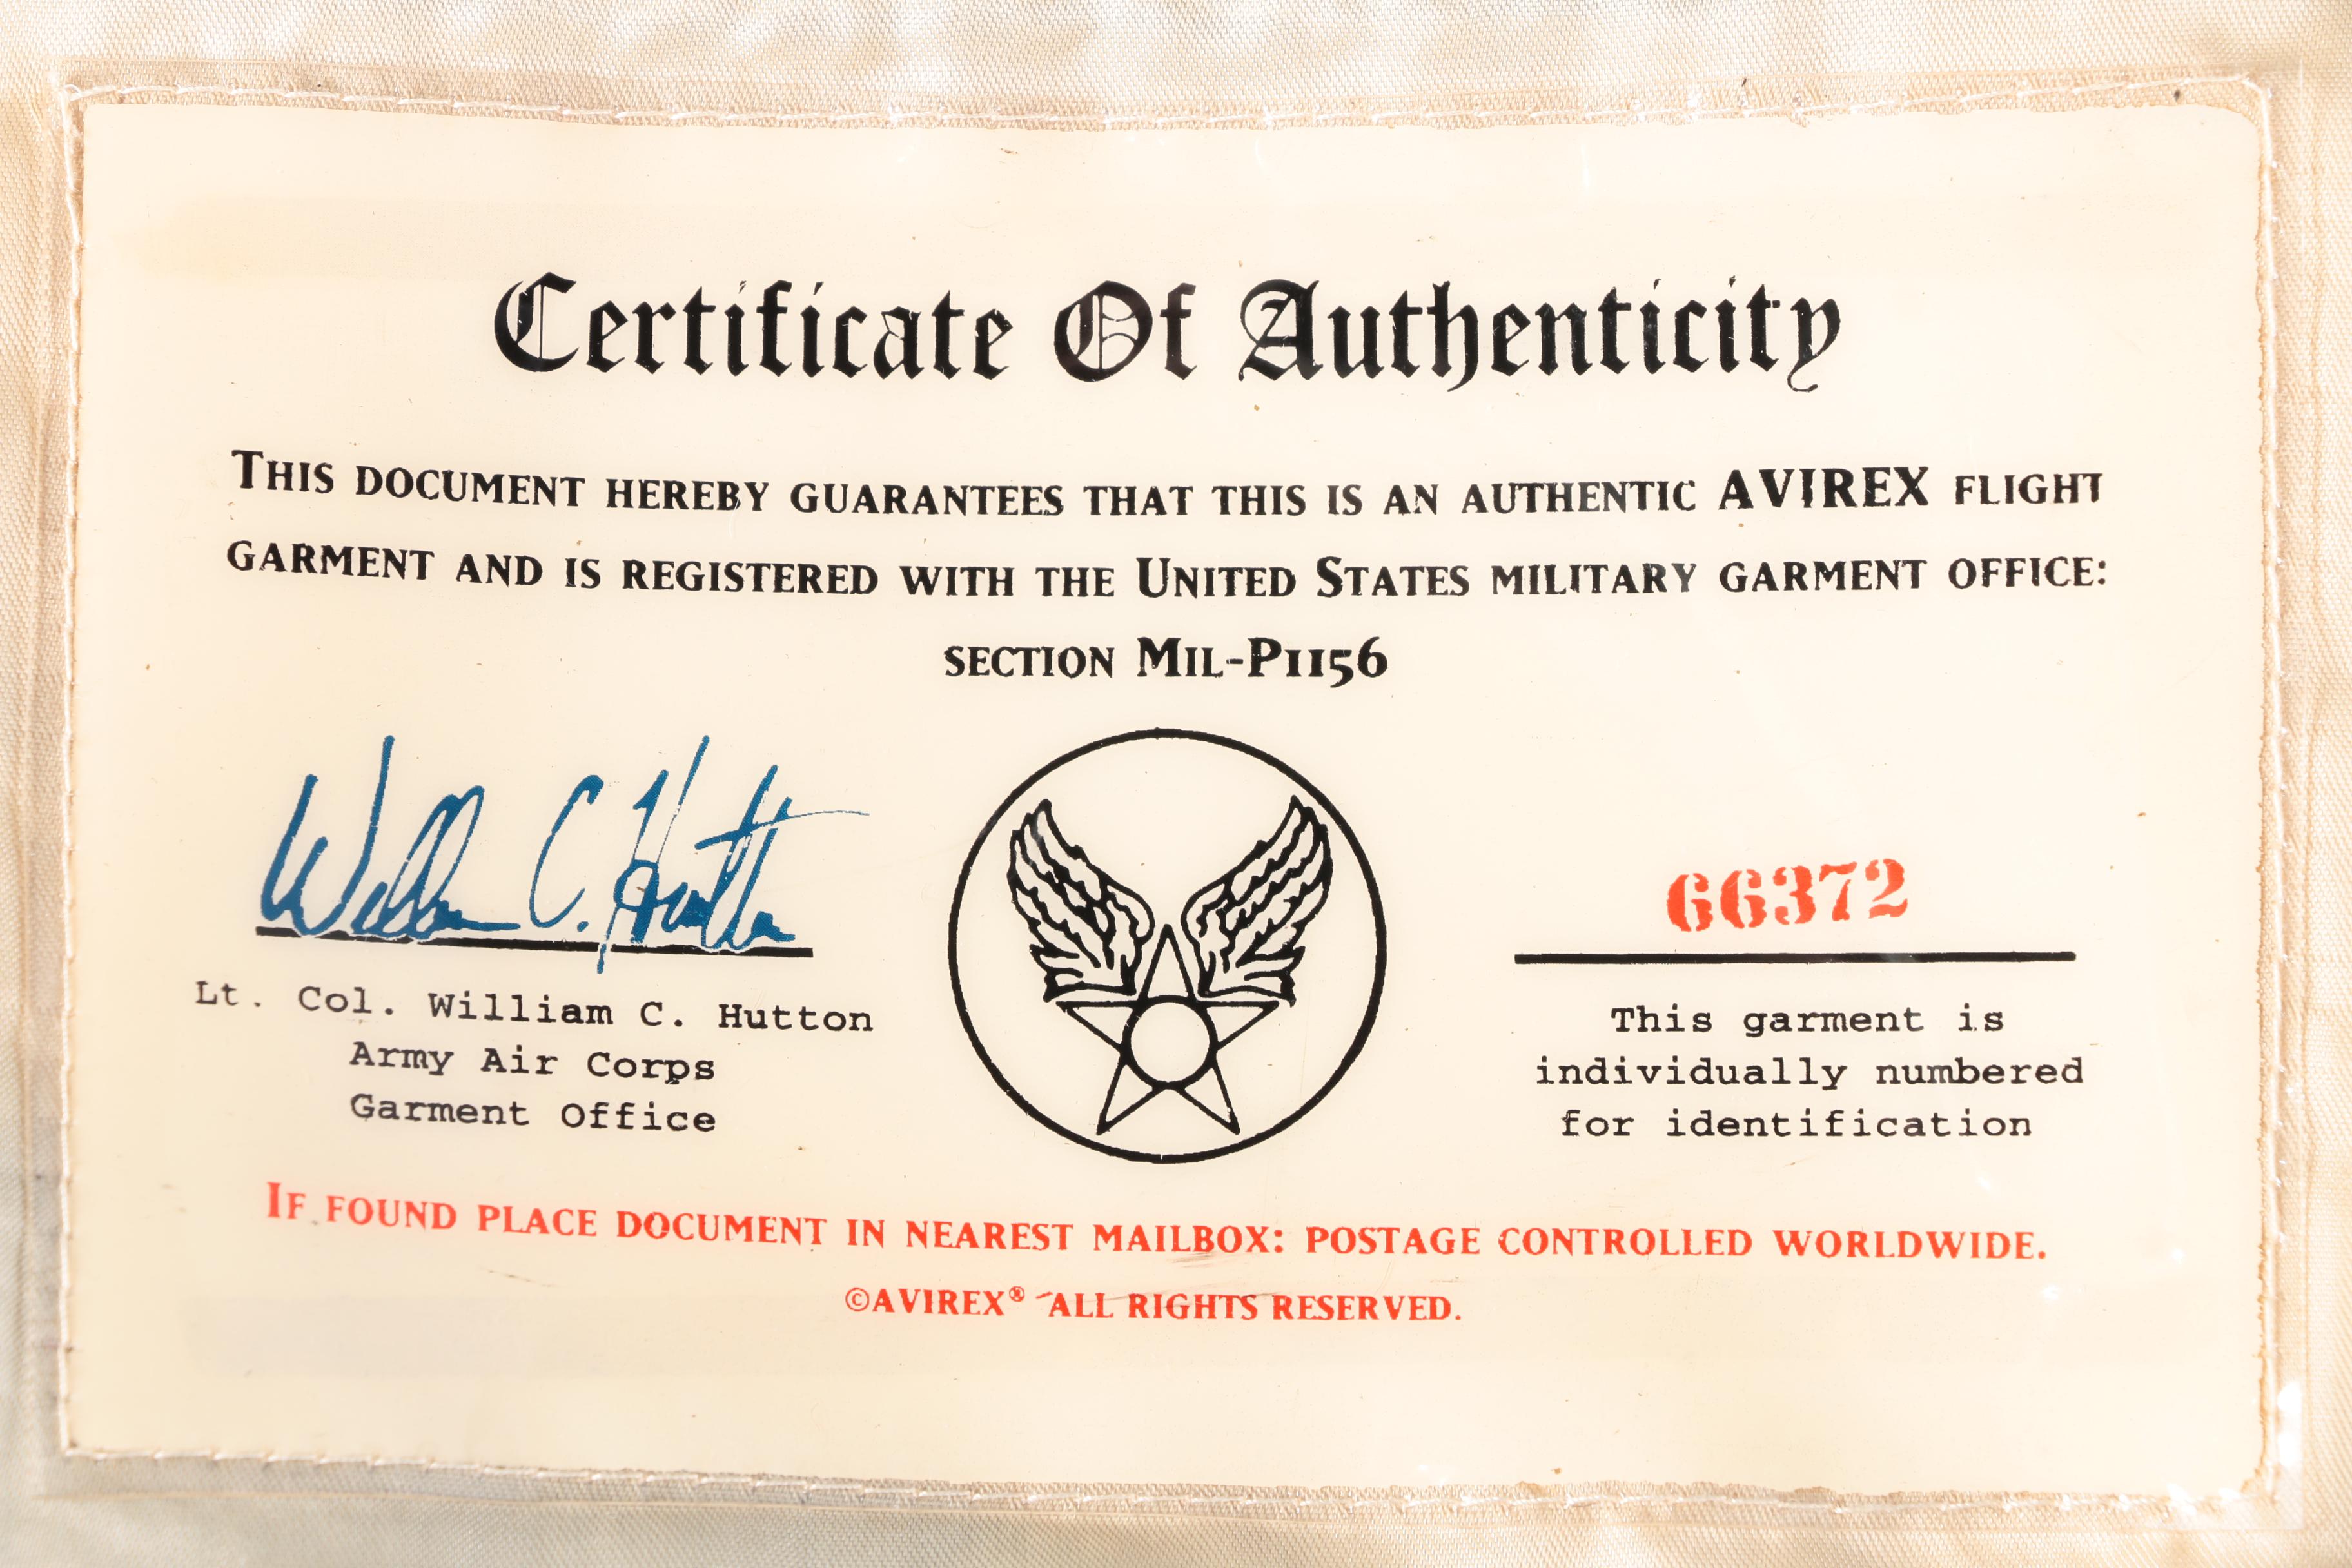 Certificate Of Authenticity
This document hereby guarantees that this is an authentic AVIREX flight
garment and is registered with the United States military garment office:
section Mil-P1156
William C. Hutton
66372
Lt. Col. William C. Hutton
Army Air Corps
Garment Office
This garment is
individually numbered
for identification
If found place document in nearest mailbox: postage controlled worldwide.
©AVIREX® All rights reserved.